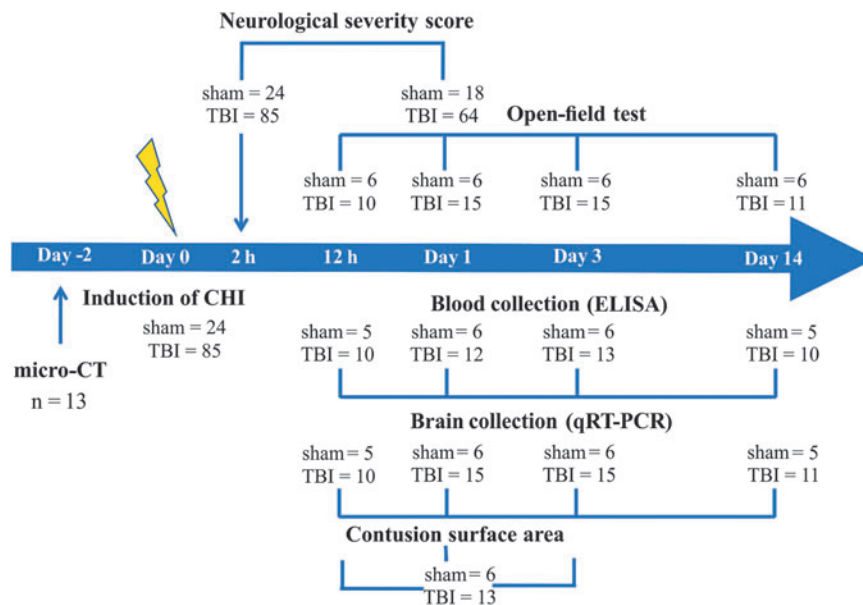 Neurological severity score
sham = 24
TBI = 85
sham = 18
TBI = 64
Open-field test
sham = 6
TBI = 10
sham = 6
TBI = 15
sham = 6
TBI = 15
sham = 6
TBI = 11
Day -2
Day 0
2 h
12 h
Day 1
Day 3
Day 14
Induction of CHI
sham = 24
TBI = 85
micro-CT
n = 13
Blood collection (ELISA)
sham = 5
TBI = 10
sham = 6
TBI = 12
sham = 6
TBI = 13
sham = 5
TBI = 10
Brain collection (qRT-PCR)
sham = 5
TBI = 10
sham = 6
TBI = 15
sham = 6
TBI = 15
sham = 5
TBI = 11
Contusion surface area
sham = 6
TBI = 13